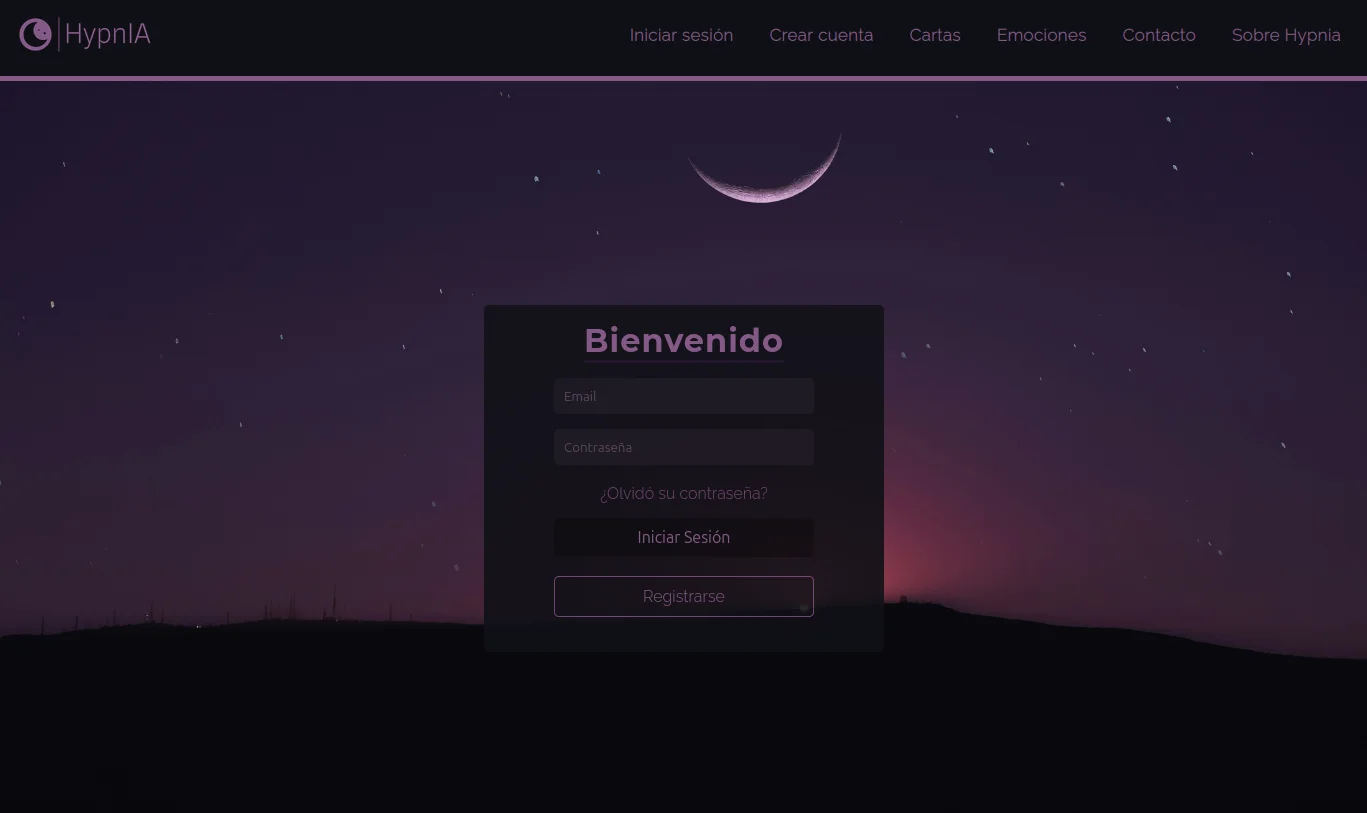 HypnIA
Iniciar sesión Crear cuenta Cartas Emociones Contacto Sobre Hypnia
Bienvenido
Email
Contraseña
¿Olvidó su contraseña?
Iniciar Sesión
Registrarse